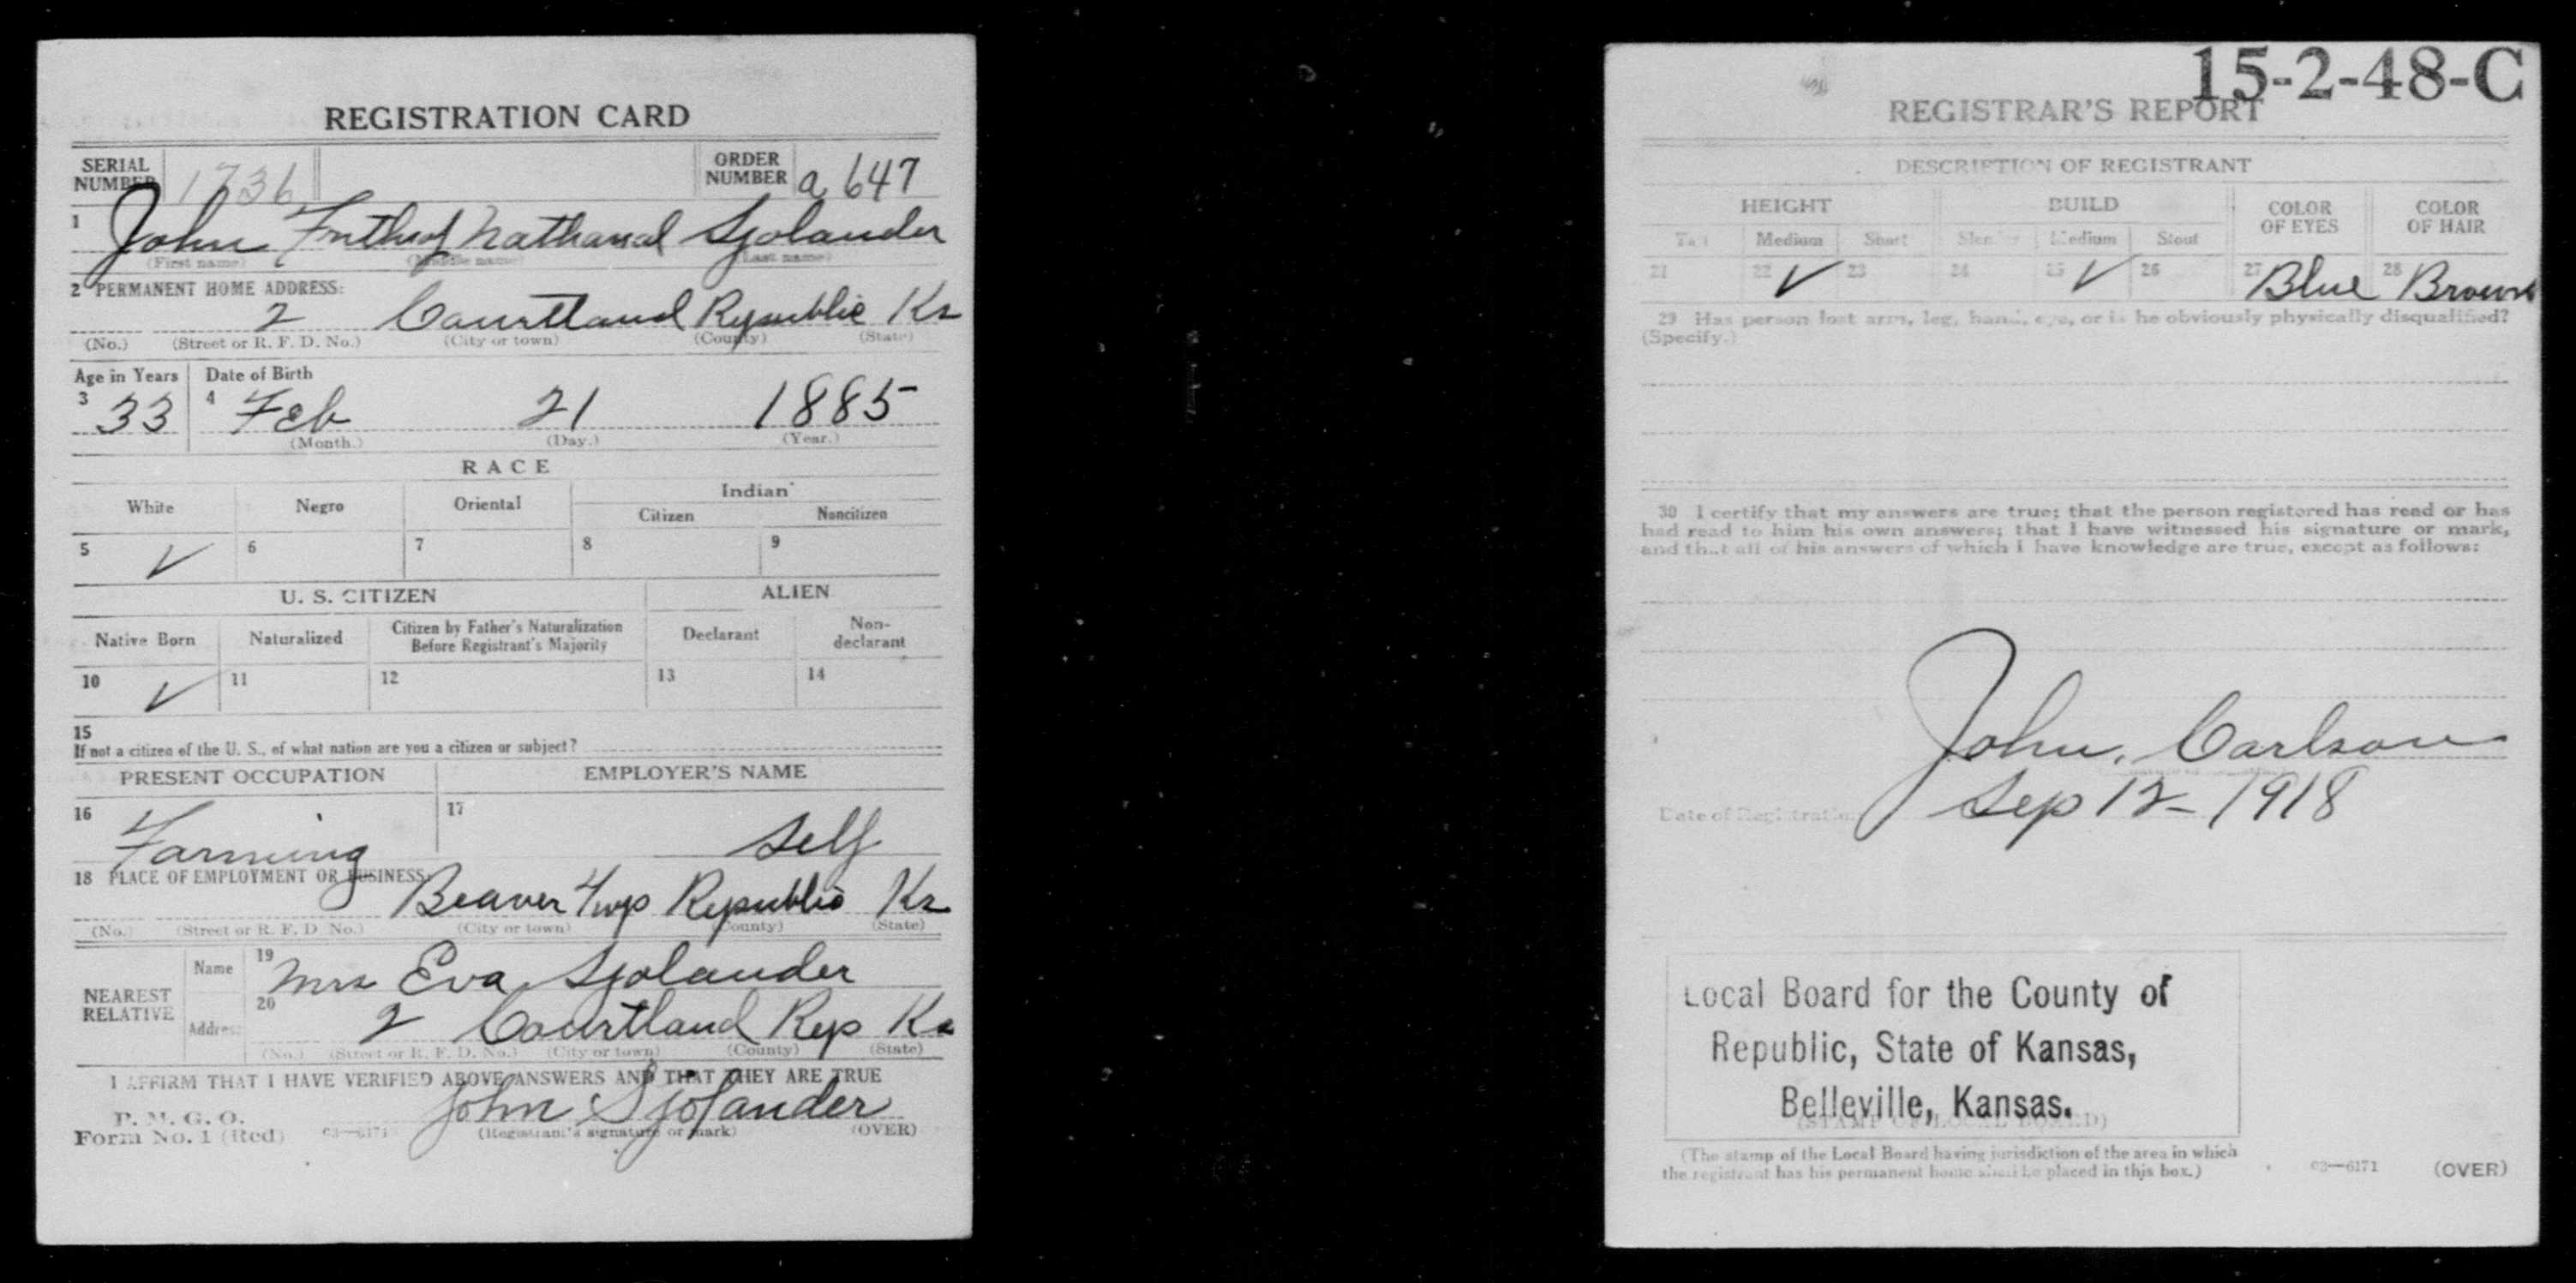 REGISTRATION CARD
SERIAL NUMBER 1736 ORDER NUMBER a 647
1 John Frithof Nathanal Sjolander
(First name) (Middle name) (Last name)
2 PERMANENT HOME ADDRESS:
2 Courtland Republic Ks
(No.) (Street or R. F. D. No.) (City or town) (County) (State)
Age in Years Date of Birth
3 33 4 Feb 21 1885
(Month.) (Day.) (Year.)
RACE
White Negro Oriental Indian
Citizen Noncitizen
5 ✓ 6 7 8 9
U. S. CITIZEN ALIEN
Native Born Naturalized Citizen by Father's Naturalization Before Registrant's Majority Declarant Non-declarant
10 ✓ 11 12 13 14
15
If not a citizen of the U. S., of what nation are you a citizen or subject?
PRESENT OCCUPATION EMPLOYER'S NAME
16 Farming 17 Self
18 PLACE OF EMPLOYMENT OR BUSINESS:
Beaver Twp Republic Ks
(No.) (Street or R. F. D. No.) (City or town) (County) (State)
NEAREST RELATIVE Name 19 Mrs Eva Sjolander
Address 20 2 Courtland Rep Ks
(No.) (Street or R. F. D. No.) (City or town) (County) (State)
I AFFIRM THAT I HAVE VERIFIED ABOVE ANSWERS AND THAT THEY ARE TRUE
P. M. G. O.
Form No. 1 (Red) 03—6171 John Sjolander
(Registrant's signature or mark) (OVER)
15-2-48-C
REGISTRAR'S REPORT
DESCRIPTION OF REGISTRANT
HEIGHT BUILD COLOR OF EYES COLOR OF HAIR
Tall Medium Short Slender Medium Stout
21 22 ✓ 23 24 25 ✓ 26 27 Blue 28 Brown
29 Has person lost arm, leg, hand, eye, or is he obviously physically disqualified?
(Specify.)
30 I certify that my answers are true; that the person registered has read or has
had read to him his own answers; that I have witnessed his signature or mark,
and that all of his answers of which I have knowledge are true, except as follows:
John. Carlson
Date of Registration Sep 12 - 1918
Local Board for the County of
Republic, State of Kansas,
Belleville, Kansas.
(STAMP OF LOCAL BOARD)
(The stamp of the Local Board having jurisdiction of the area in which
the registrant has his permanent home shall be placed in this box.)
03—6171 (OVER)